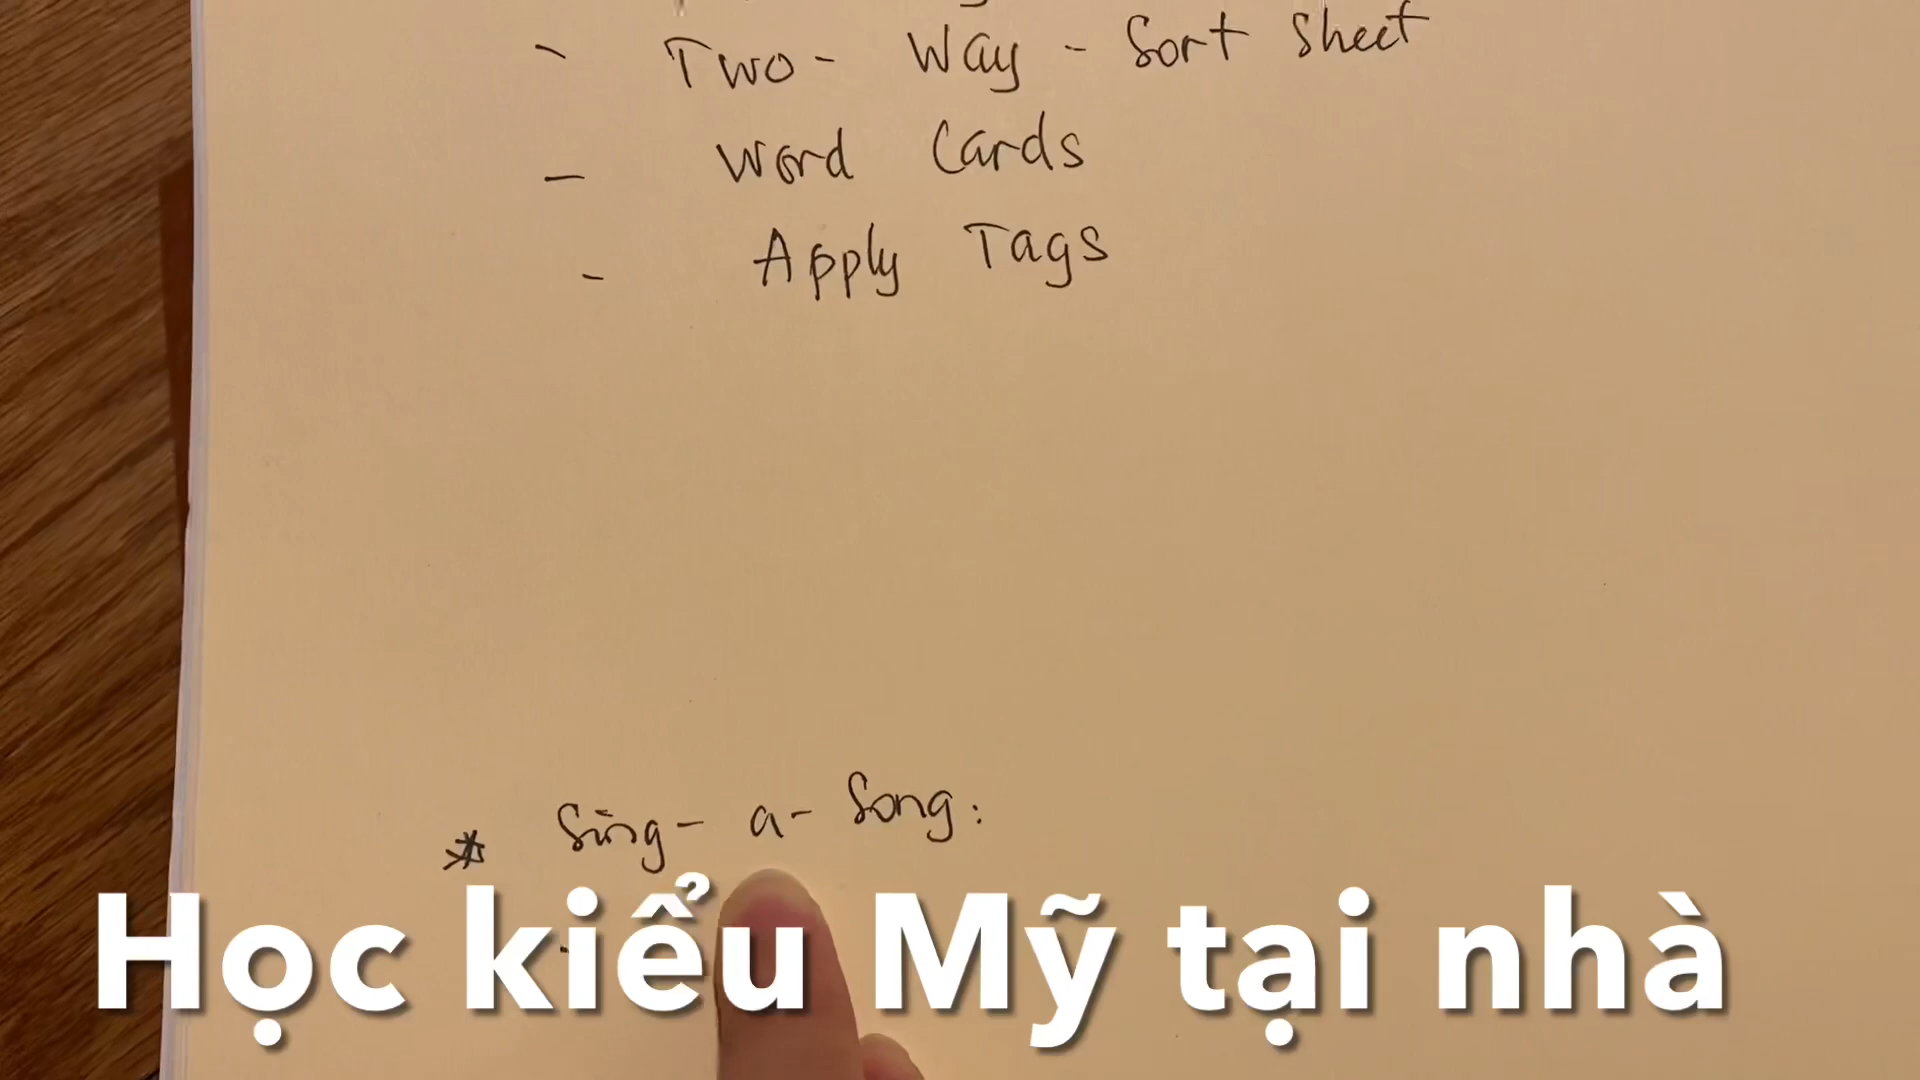 - Two - Way - Sort Sheet
- Word Cards
- Apply Tags
* Sing - a - Song:
Học kiểu Mỹ tại nhà